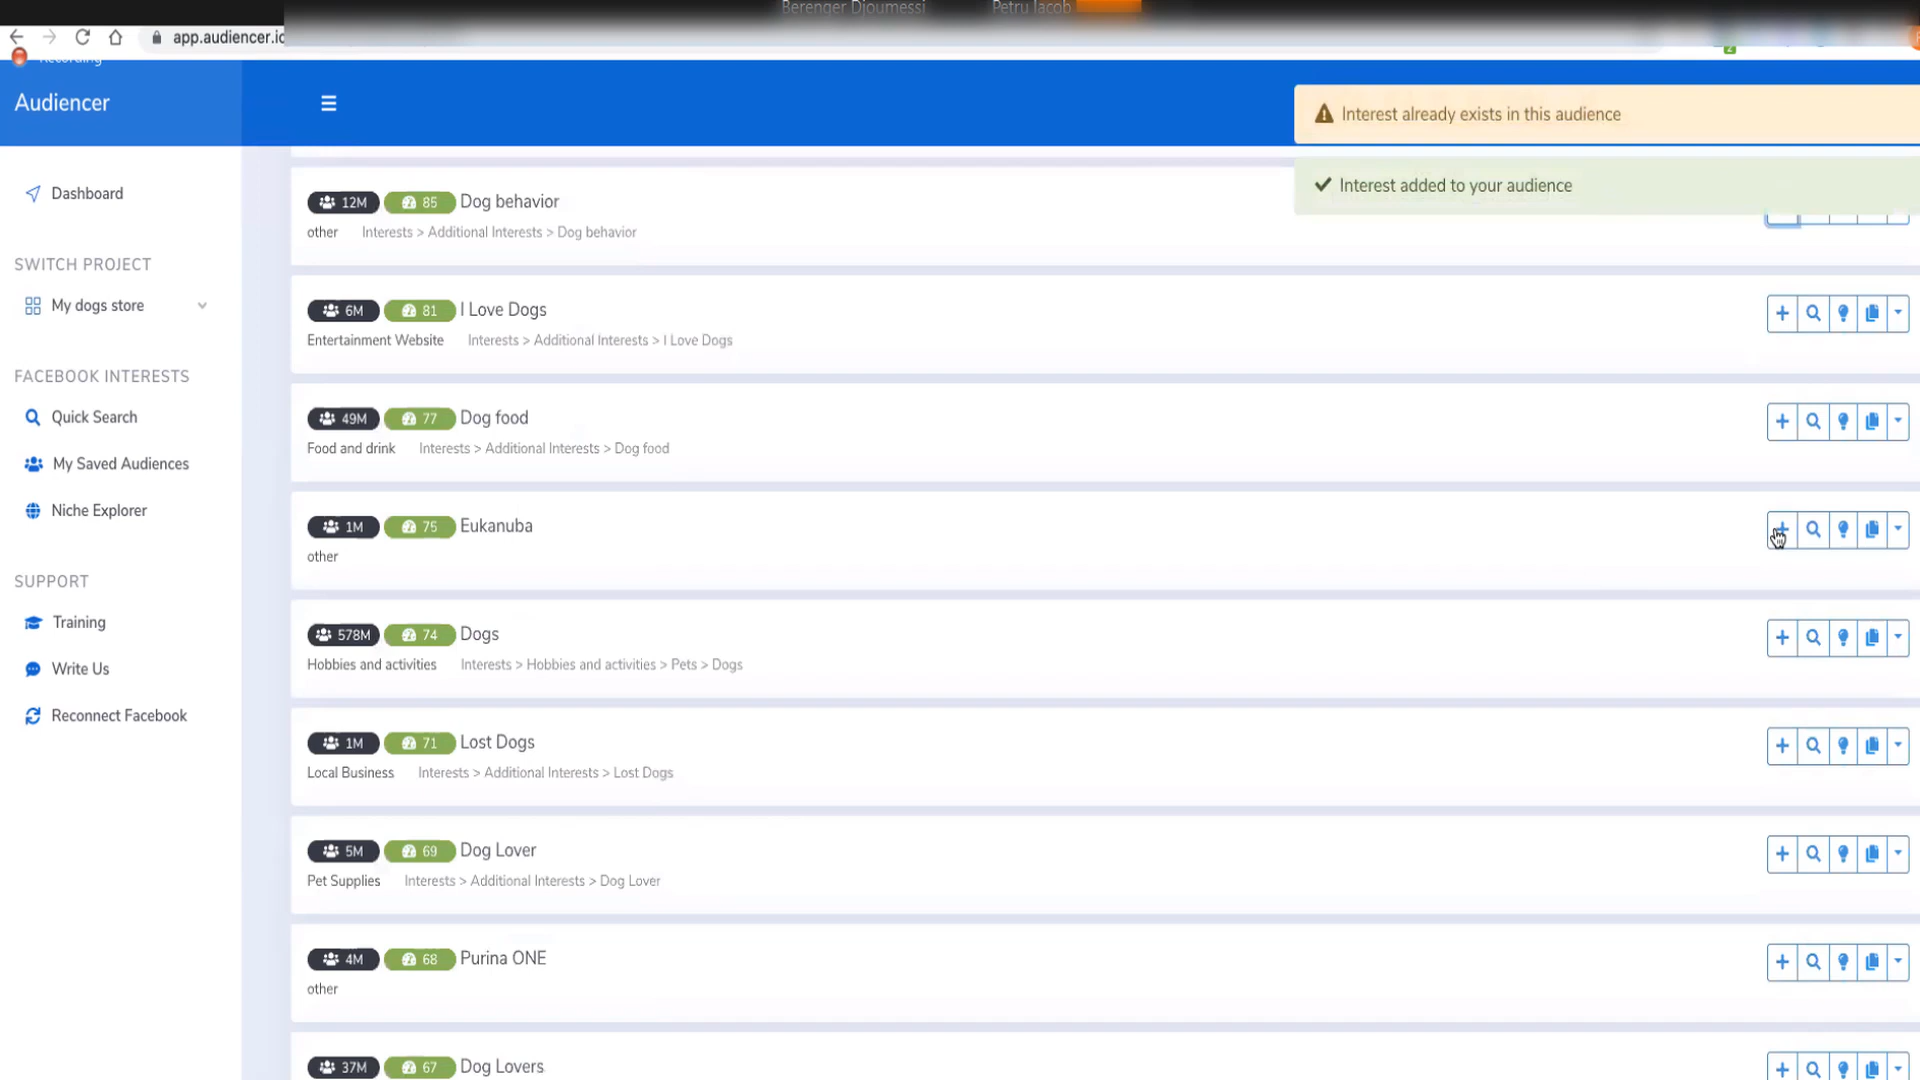 Berenger Djoumessi Petru Iacob
app.audiencer.io
Recording
Audiencer
Interest already exists in this audience
Interest added to your audience
Dashboard
SWITCH PROJECT
My dogs store
FACEBOOK INTERESTS
Quick Search
My Saved Audiences
Niche Explorer
SUPPORT
Training
Write Us
Reconnect Facebook
12M 85 Dog behavior
other Interests > Additional Interests > Dog behavior
6M 81 I Love Dogs
Entertainment Website Interests > Additional Interests > I Love Dogs
49M 77 Dog food
Food and drink Interests > Additional Interests > Dog food
1M 75 Eukanuba
other
578M 74 Dogs
Hobbies and activities Interests > Hobbies and activities > Pets > Dogs
1M 71 Lost Dogs
Local Business Interests > Additional Interests > Lost Dogs
5M 69 Dog Lover
Pet Supplies Interests > Additional Interests > Dog Lover
4M 68 Purina ONE
other
37M 67 Dog Lovers